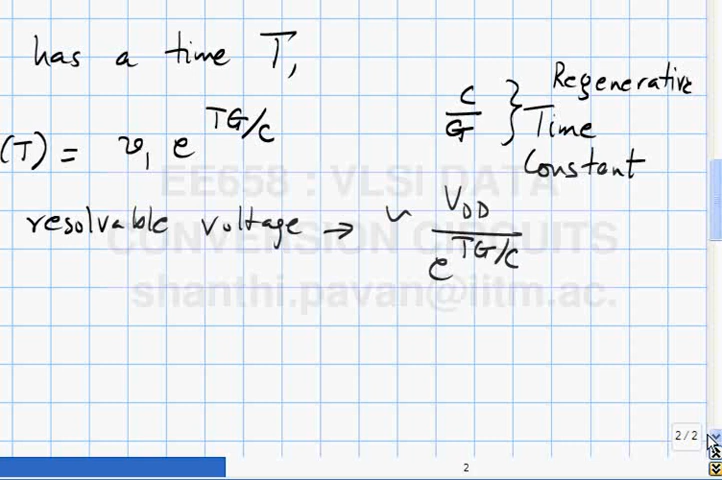 has a time T,
C/G } Regenerative Time Constant
(T) = v₁ e^{TG/C}
EE658 : VLSI DATA
resolvable voltage → ~ V_DD / e^{TG/C}
CONVERSION CIRCUITS
shanthi.pavan@iitm.ac.
2/2
2